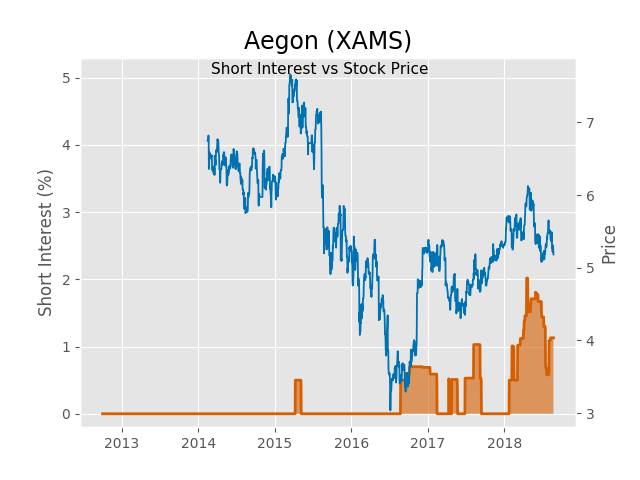 Aegon (XAMS)
Short Interest vs Stock Price
Short Interest (%)
5
4
3
2
1
0
7
6
5
4
3
Price
2013 2014 2015 2016 2017 2018